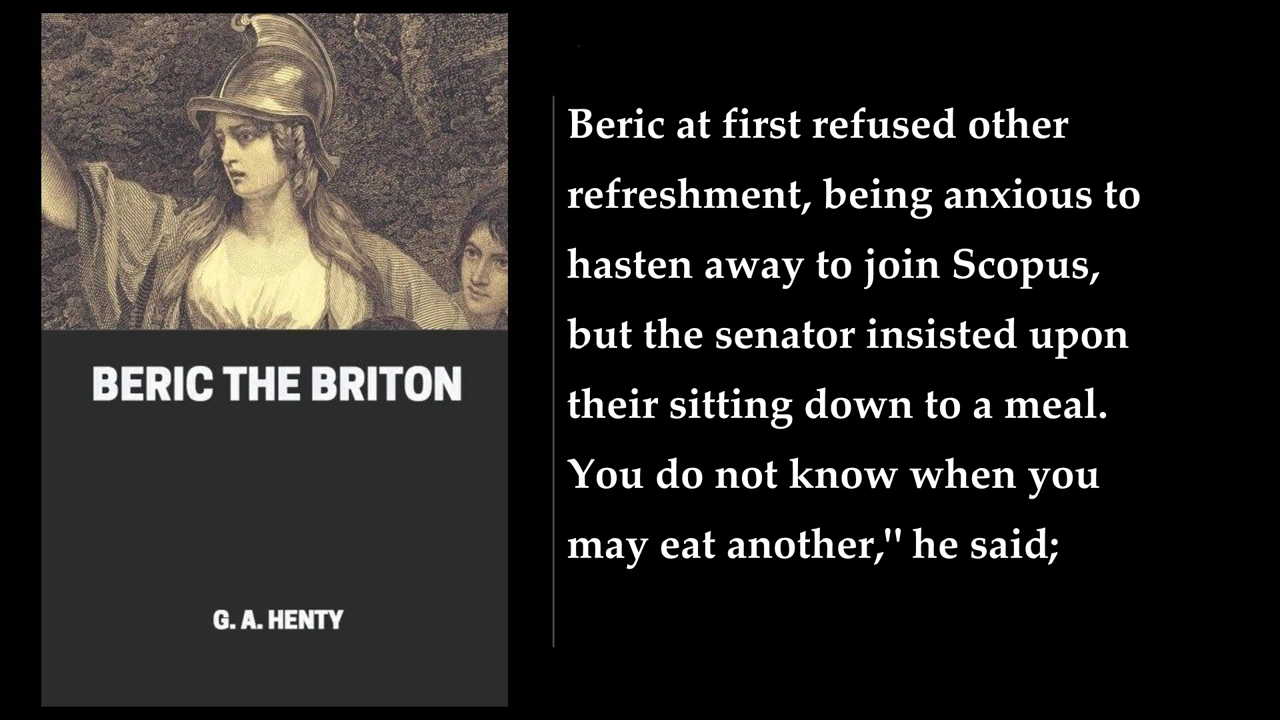 BERIC THE BRITON
G. A. HENTY
Beric at first refused other
refreshment, being anxious to
hasten away to join Scopus,
but the senator insisted upon
their sitting down to a meal.
You do not know when you
may eat another," he said;